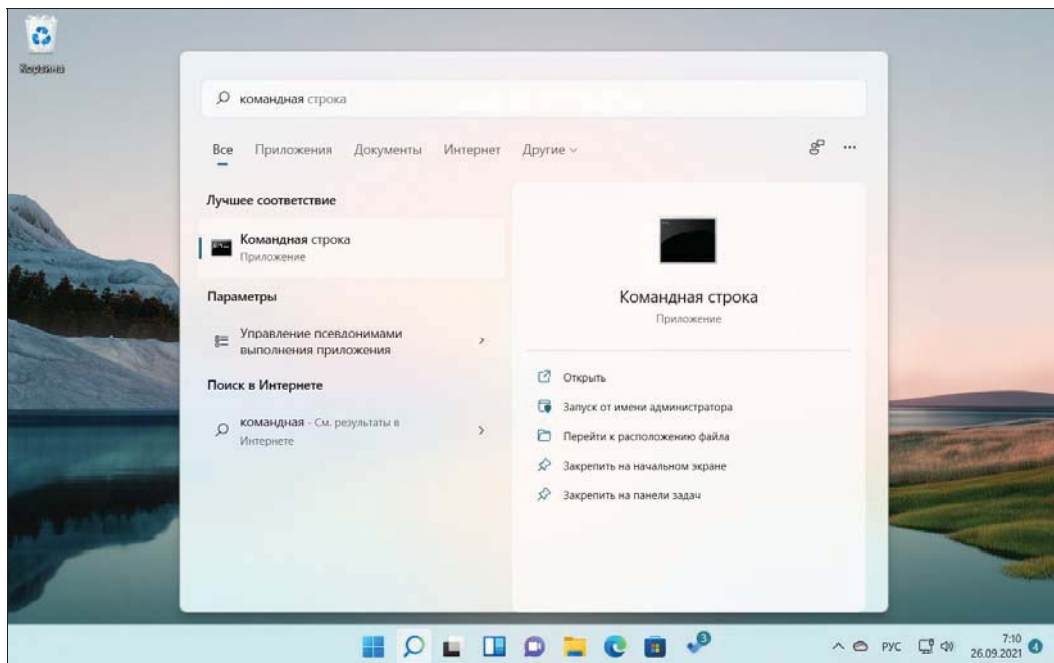 Корзина
командная строка
Все Приложения Документы Интернет Другие
Лучшее соответствие
Командная строка
Приложение
Параметры
Управление псевдонимами
выполнения приложения
Поиск в Интернете
командная - См. результаты в
Интернете
Командная строка
Приложение
Открыть
Запуск от имени администратора
Перейти к расположению файла
Закрепить на начальном экране
Закрепить на панели задач
3
РУС
7:10
26.09.2021
4